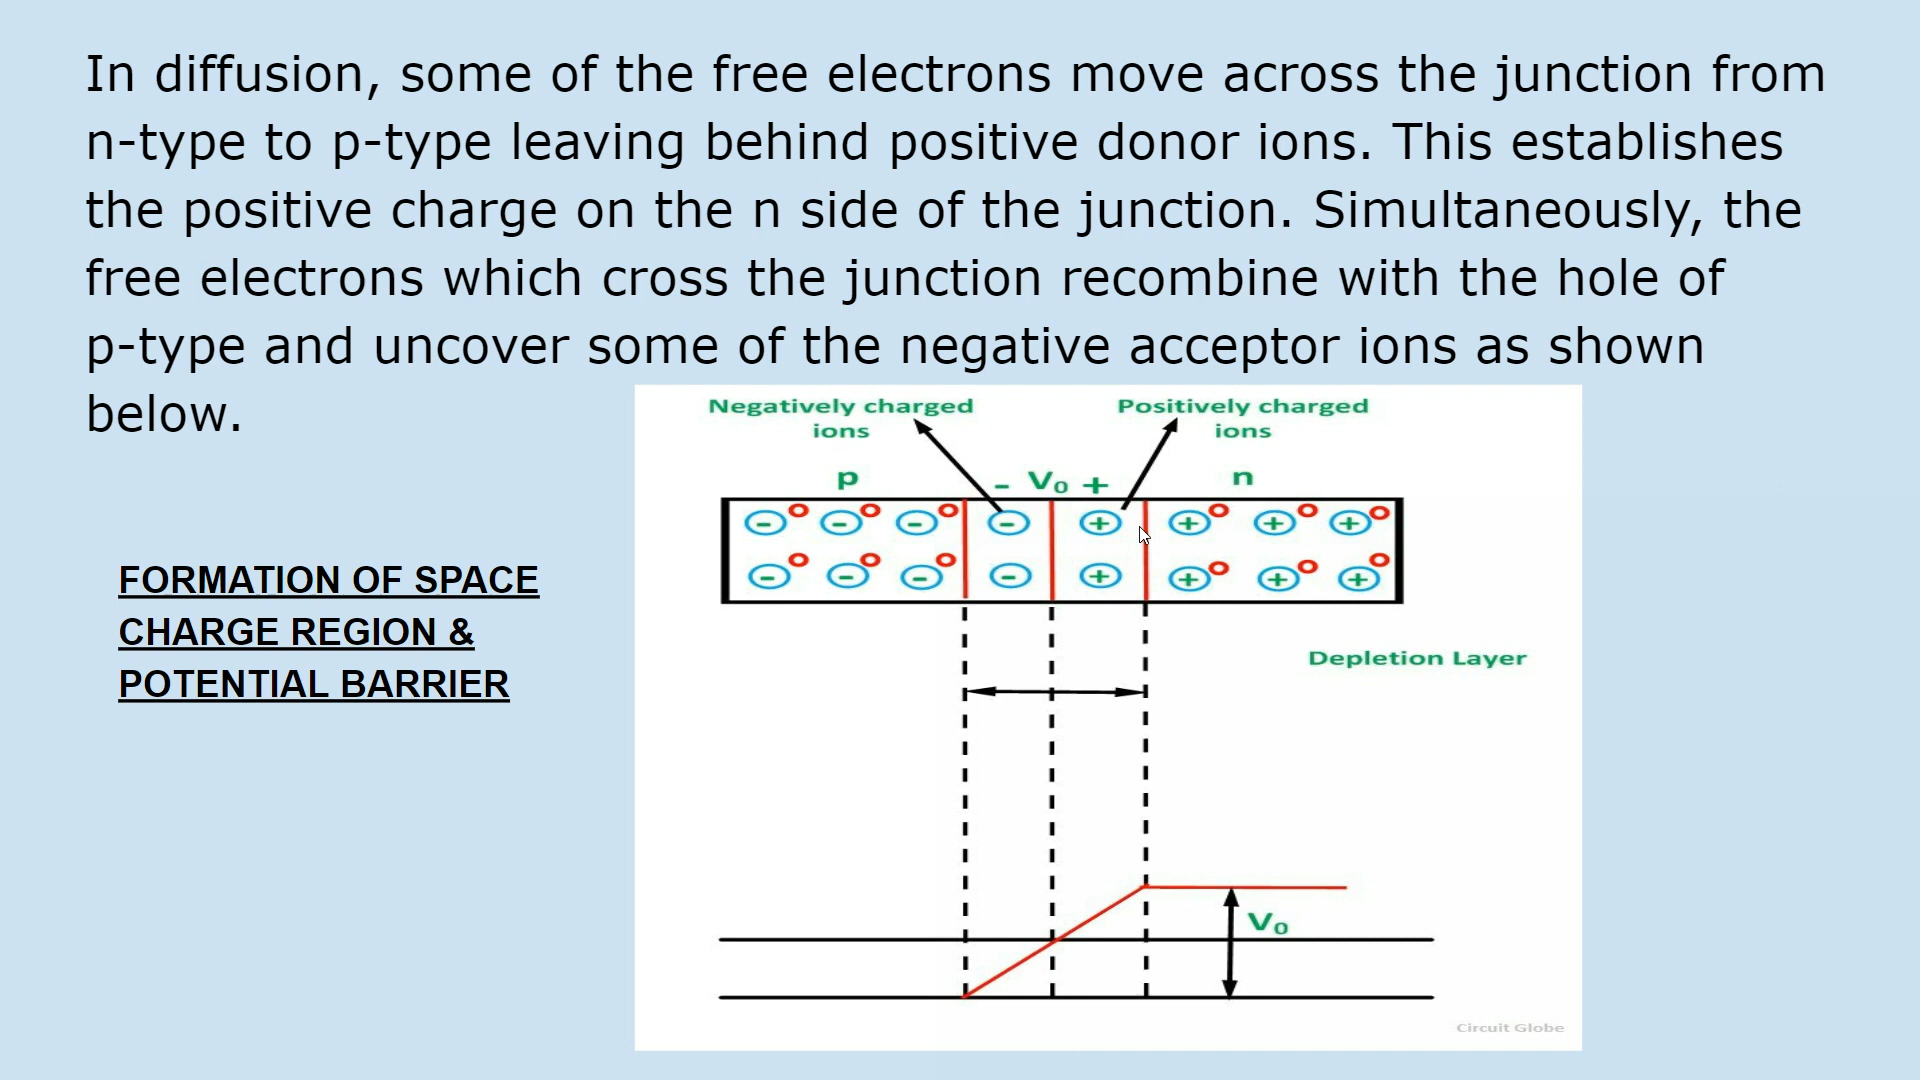 In diffusion, some of the free electrons move across the junction from
n-type to p-type leaving behind positive donor ions. This establishes
the positive charge on the n side of the junction. Simultaneously, the
free electrons which cross the junction recombine with the hole of
p-type and uncover some of the negative acceptor ions as shown
below.
FORMATION OF SPACE
CHARGE REGION &
POTENTIAL BARRIER
Negatively charged
ions
Positively charged
ions
p
- V₀ +
n
- - - - + + + +
- - - - + + + +
Depletion Layer
V₀
Circuit Globe